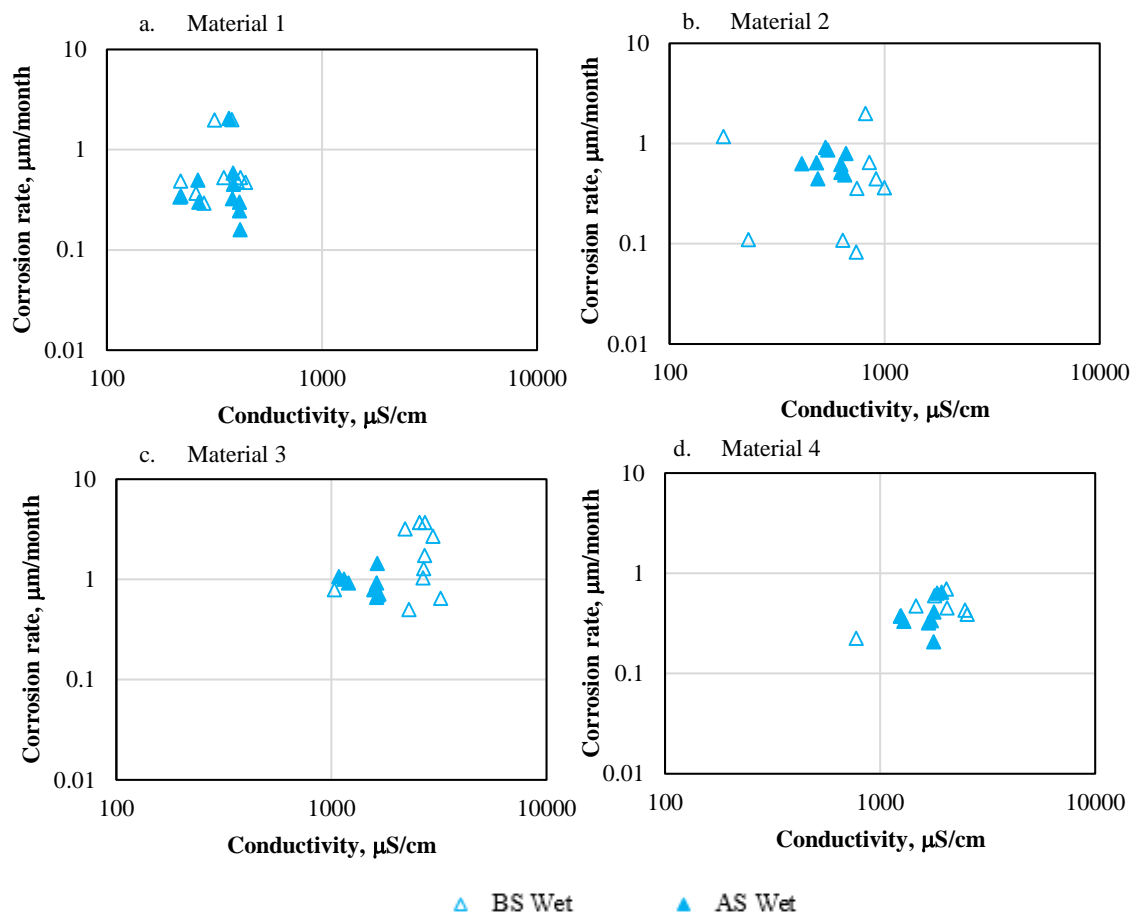 a. Material 1
10
1
0.1
0.01
100
1000
10000
Corrosion rate, μm/month
Conductivity, μS/cm
b. Material 2
10
1
0.1
0.01
100
1000
10000
Corrosion rate, μm/month
Conductivity, μS/cm
c. Material 3
10
1
0.1
0.01
100
1000
10000
Corrosion rate, μm/month
Conductivity, μS/cm
d. Material 4
10
1
0.1
0.01
100
1000
10000
Corrosion rate, μm/month
Conductivity, μS/cm
BS Wet
AS Wet